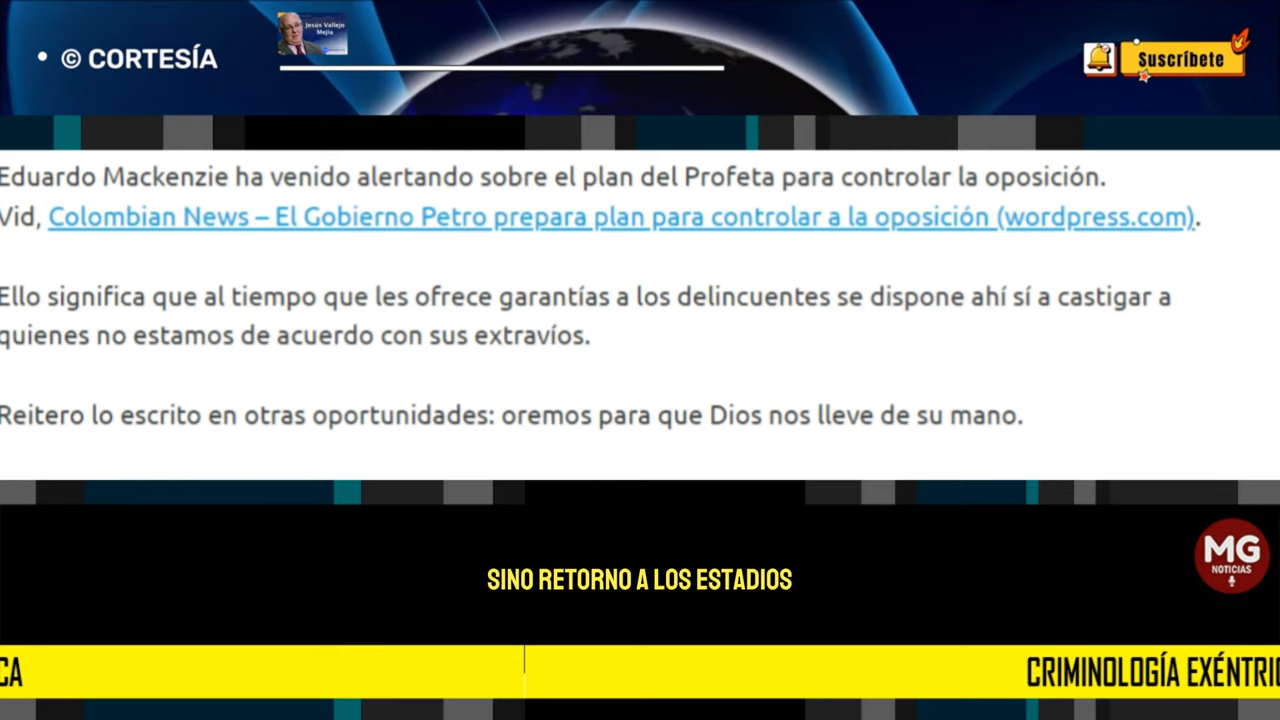 • © CORTESÍA
Jesús Vallejo
Mejía
Suscríbete
Eduardo Mackenzie ha venido alertando sobre el plan del Profeta para controlar la oposición.
Vid, Colombian News – El Gobierno Petro prepara plan para controlar a la oposición (wordpress.com).
Ello significa que al tiempo que les ofrece garantías a los delincuentes se dispone ahí sí a castigar a
quienes no estamos de acuerdo con sus extravíos.
Reitero lo escrito en otras oportunidades: oremos para que Dios nos lleve de su mano.
MG
NOTICIAS
SINO RETORNO A LOS ESTADIOS
CA
CRIMINOLOGÍA EXÉNTRIC